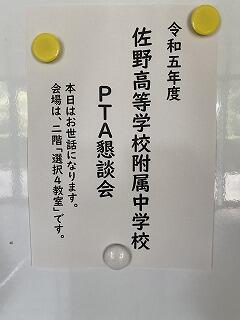 令和五年度
佐野高等学校附属中学校
PTA懇談会
本日はお世話になります。
会場は、二階「選択4教室」です。